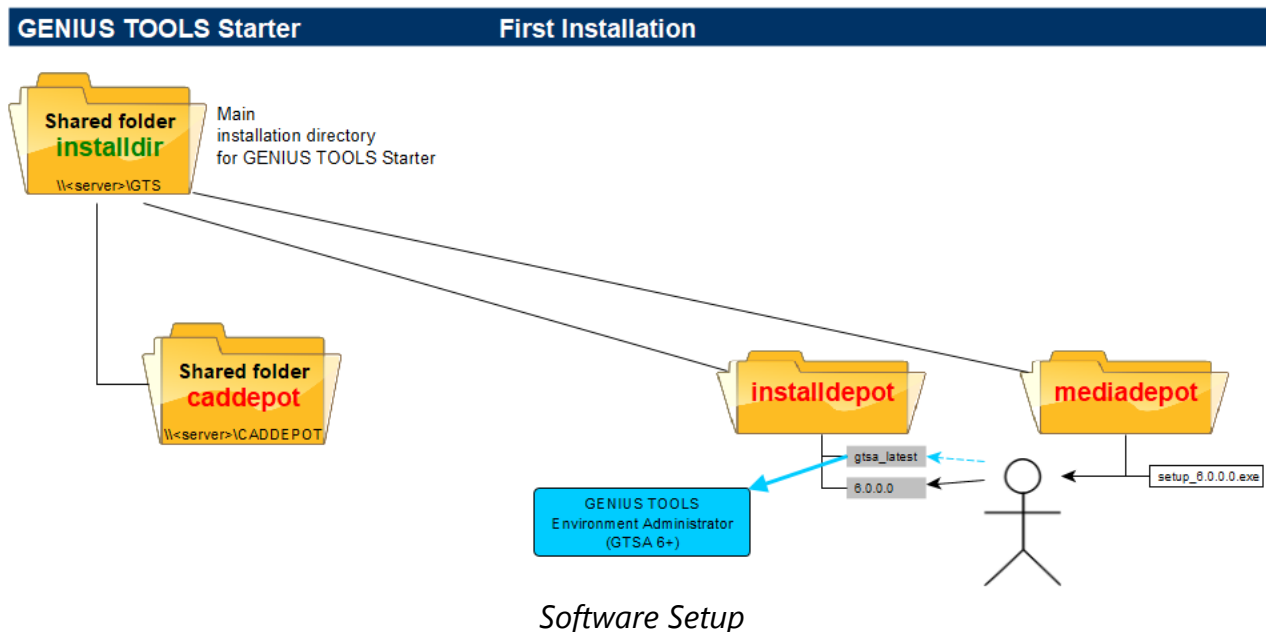 GENIUS TOOLS Starter First Installation
Shared folder
installdir
\\<server>\GTS
Main
installation directory
for GENIUS TOOLS Starter
Shared folder
caddepot
\\<server>\CADDEPOT
installdepot
mediadepot
gtsa_latest
6.0.0.0
setup_6.0.0.0.exe
GENIUS TOOLS
Environment Administrator
(GTSA 6+)
Software Setup